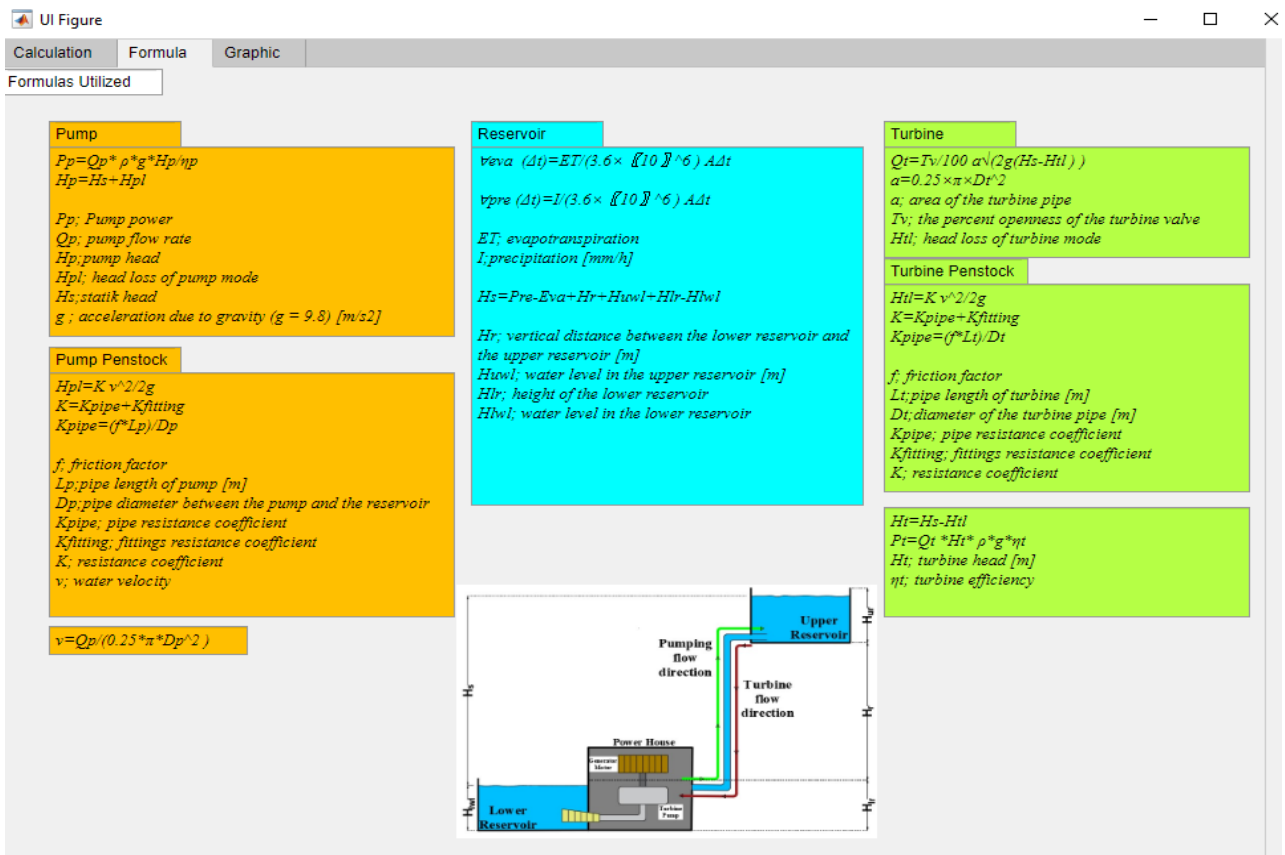 UI Figure
Calculation Formula Graphic
Formulas Utilized
Pump
Pp=Qp* ρ*g*Hp/ηp
Hp=Hs+Hpl
Pp; Pump power
Qp; pump flow rate
Hp;pump head
Hpl; head loss of pump mode
Hs;statik head
g ; acceleration due to gravity (g = 9.8) [m/s2]
Pump Penstock
Hpl=K v^2/2g
K=Kpipe+Kfitting
Kpipe=(f*Lp)/Dp
f; friction factor
Lp;pipe length of pump [m]
Dp;pipe diameter between the pump and the reservoir
Kpipe; pipe resistance coefficient
Kfitting; fittings resistance coefficient
K; resistance coefficient
v; water velocity
v=Qp/(0.25*π*Dp^2 )
Reservoir
∀eva (Δt)=ET/(3.6× 〖10〗^6 ) AΔt
∀pre (Δt)=I/(3.6× 〖10〗^6 ) AΔt
ET; evapotranspiration
I;precipitation [mm/h]
Hs=Pre-Eva+Hr+Huwl+Hlr-Hlwl
Hr; vertical distance between the lower reservoir and
the upper reservoir [m]
Huwl; water level in the upper reservoir [m]
Hlr; height of the lower reservoir
Hlwl; water level in the lower reservoir
Turbine
Qt=Tv/100 a√(2g(Hs-Htl ) )
a=0.25×π×Dt^2
a; area of the turbine pipe
Tv; the percent openness of the turbine valve
Htl; head loss of turbine mode
Turbine Penstock
Htl=K v^2/2g
K=Kpipe+Kfitting
Kpipe=(f*Lt)/Dt
f; friction factor
Lt;pipe length of turbine [m]
Dt;diameter of the turbine pipe [m]
Kpipe; pipe resistance coefficient
Kfitting; fittings resistance coefficient
K; resistance coefficient
Ht=Hs-Htl
Pt=Qt *Ht* ρ*g*ηt
Ht; turbine head [m]
ηt; turbine efficiency
Upper
Reservoir
Pumping
flow
direction
Turbine
flow
direction
Power House
Generator
Motor
Turbine
Pump
Lower
Reservoir
Hs
Hlwl
Hur
Hr
Hlr